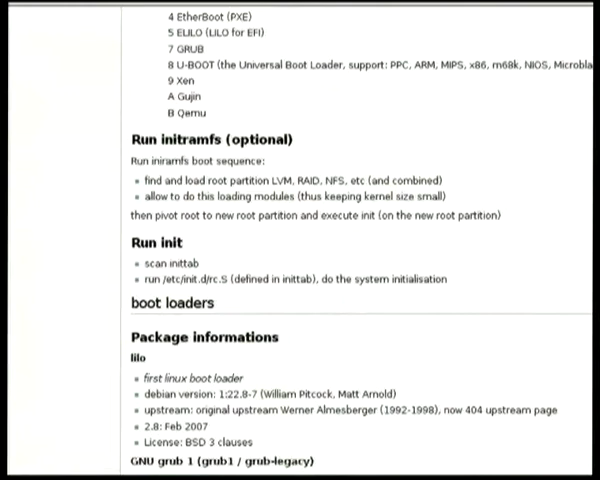 4 EtherBoot (PXE)
5 ELILO (LILO for EFI)
7 GRUB
8 U-BOOT (the Universal Boot Loader, support: PPC, ARM, MIPS, x86, m68k, NIOS, Microbla
9 Xen
A Gujin
B Qemu
Run initramfs (optional)
Run iniramfs boot sequence:
find and load root partition LVM, RAID, NFS, etc (and combined)
allow to do this loading modules (thus keeping kernel size small)
then pivot root to new root partition and execute init (on the new root partition)
Run init
scan inittab
run /etc/init.d/rc.S (defined in inittab), do the system initialisation
boot loaders
Package informations
lilo
first linux boot loader
debian version: 1:22.8-7 (William Pitcock, Matt Arnold)
upstream: original upstream Werner Almesberger (1992-1998), now 404 upstream page
2.8: Feb 2007
License: BSD 3 clauses
GNU grub 1 (grub1 / grub-legacy)